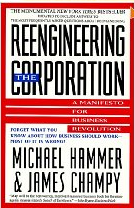 THE MONUMENTAL NEW YORK TIMES BESTSELLER
REENGINEERING
THE
CORPORATION
A MANIFESTO
FOR
BUSINESS
REVOLUTION
FORGET WHAT YOU
KNOW ABOUT HOW BUSINESS SHOULD WORK—
MOST OF IT IS WRONG!
MICHAEL HAMMER
& JAMES CHAMPY